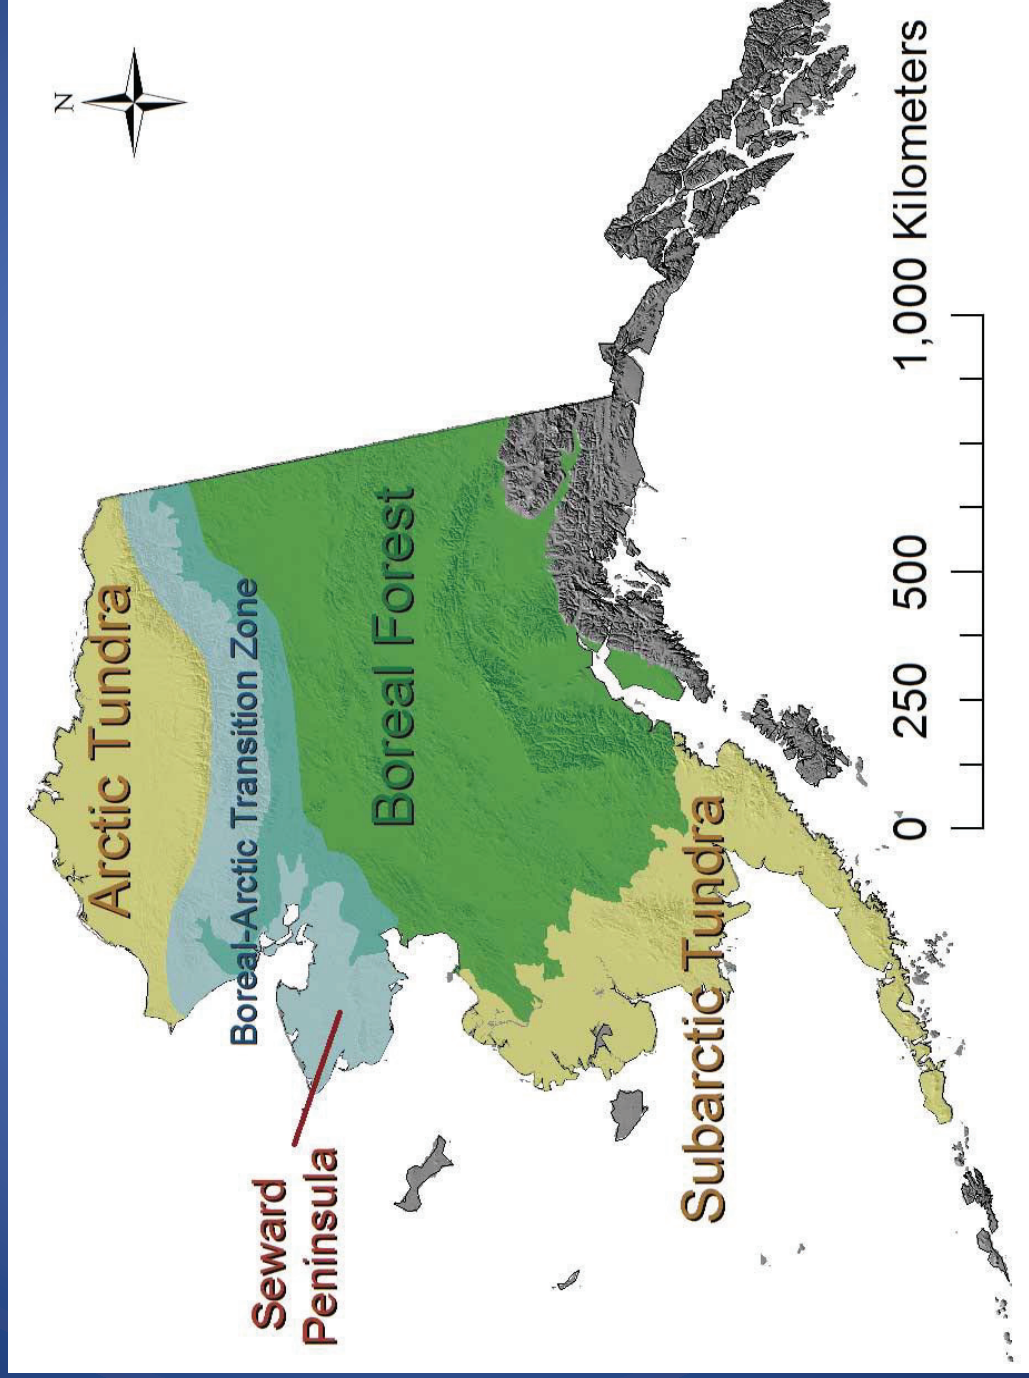 N
Arctic Tundra
Boreal-Arctic Transition Zone
Seward
Peninsula
Boreal Forest
Subarctic Tundra
0 250 500 1,000 Kilometers